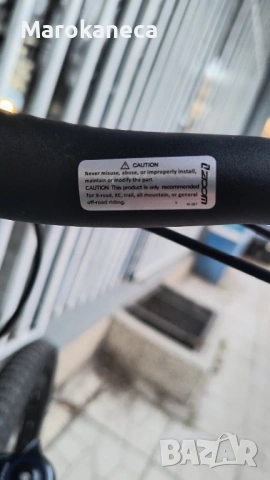 Marokaneca
⚠ CAUTION
Never misuse, abuse, or improperly install,
maintain or modify the part.
CAUTION This product is only recommended
for X-road, XC, trail, all mountain, or general
off-road riding.
ZOOM
BAZAR